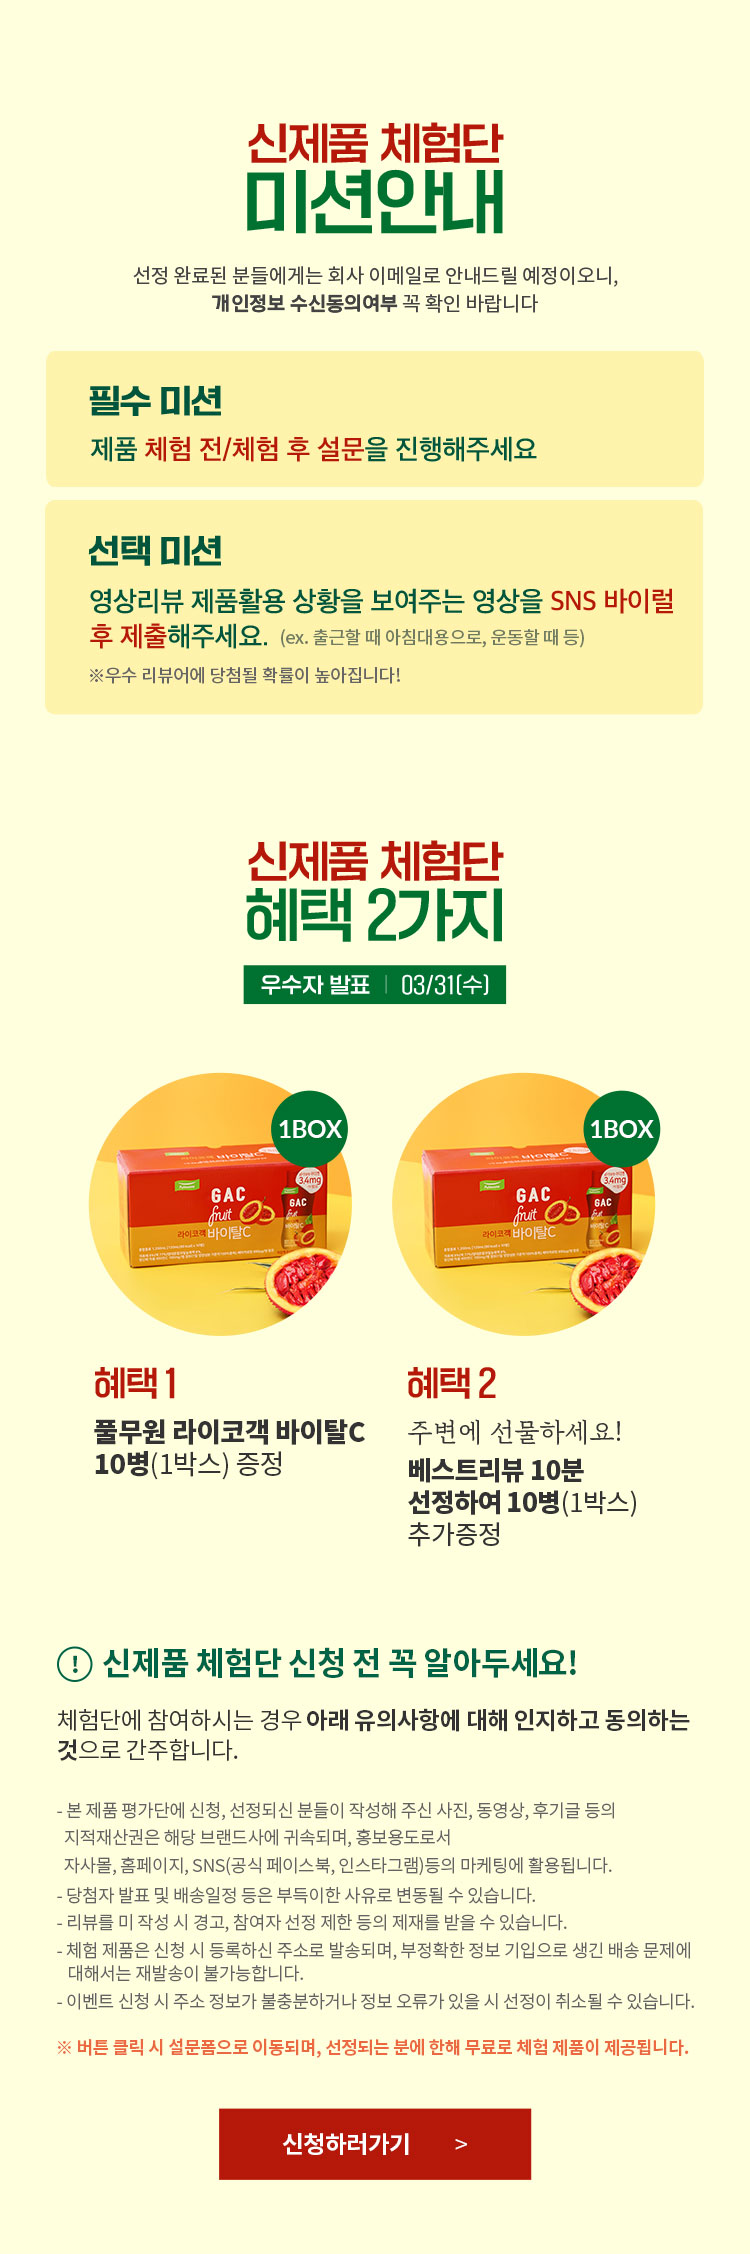 신제품 체험단
미션안내
선정 완료된 분들에게는 회사 이메일로 안내드릴 예정이오니,
개인정보 수신동의여부 꼭 확인 바랍니다
필수 미션
제품 체험 전/체험 후 설문을 진행해주세요
선택 미션
영상리뷰 제품활용 상황을 보여주는 영상을 SNS 바이럴
후 제출해주세요. (ex. 출근할 때 아침대용으로, 운동할 때 등)
※우수 리뷰어에 당첨될 확률이 높아집니다!
신제품 체험단
혜택 2가지
우수자 발표 | 03/31(수)
1BOX
라이코객 바이탈C
GAC
fruit
라이코객 바이탈C
3.4mg
GAC
1BOX
라이코객 바이탈C
GAC
fruit
라이코객 바이탈C
3.4mg
GAC
혜택 1
풀무원 라이코객 바이탈C
10병(1박스) 증정
혜택 2
주변에 선물하세요!
베스트리뷰 10분
선정하여 10병(1박스)
추가증정
! 신제품 체험단 신청 전 꼭 알아두세요!
체험단에 참여하시는 경우 아래 유의사항에 대해 인지하고 동의하는
것으로 간주합니다.
- 본 제품 평가단에 신청, 선정되신 분들이 작성해 주신 사진, 동영상, 후기글 등의
지적재산권은 해당 브랜드사에 귀속되며, 홍보용도로서
자사몰, 홈페이지, SNS(공식 페이스북, 인스타그램)등의 마케팅에 활용됩니다.
- 당첨자 발표 및 배송일정 등은 부득이한 사유로 변동될 수 있습니다.
- 리뷰를 미 작성 시 경고, 참여자 선정 제한 등의 제재를 받을 수 있습니다.
- 체험 제품은 신청 시 등록하신 주소로 발송되며, 부정확한 정보 기입으로 생긴 배송 문제에
대해서는 재발송이 불가능합니다.
- 이벤트 신청 시 주소 정보가 불충분하거나 정보 오류가 있을 시 선정이 취소될 수 있습니다.
※ 버튼 클릭 시 설문폼으로 이동되며, 선정되는 분에 한해 무료로 체험 제품이 제공됩니다.
신청하러가기 >